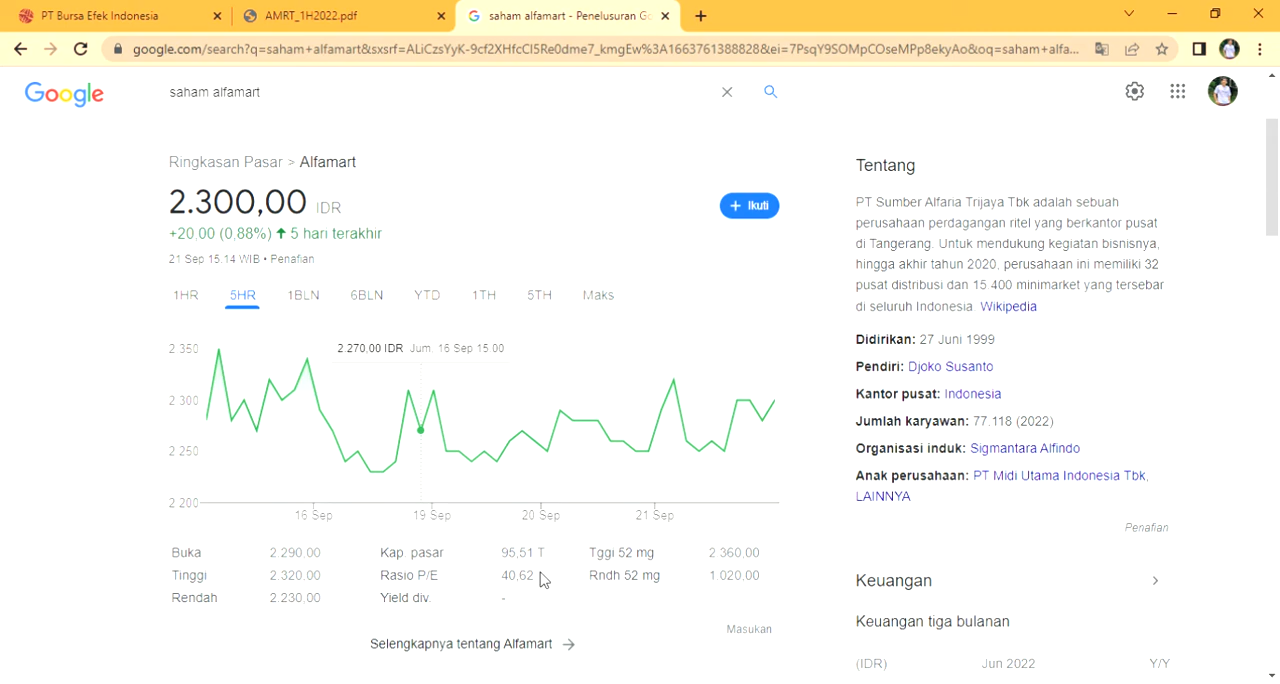 PT Bursa Efek Indonesia
AMRT_1H2022.pdf
saham alfamart - Penelusuran Go
google.com/search?q=saham+alfamart&sxsrf=ALiCzsYyK-9cf2XHfcCI5Re0dme7_kmgEw%3A1663761388828&ei=7PsqY9SOMpCOseMPp8ekyAo&oq=saham+alfa...
Google
saham alfamart
Ringkasan Pasar > Alfamart
2.300,00 IDR
+ Ikuti
+20,00 (0,88%) ↑ 5 hari terakhir
21 Sep 15.14 WIB • Penafian
1HR 5HR 1BLN 6BLN YTD 1TH 5TH Maks
2.270,00 IDR Jum. 16 Sep 15.00
2.350
2.300
2.250
2.200
16 Sep 19 Sep 20 Sep 21 Sep
Buka 2.290,00 Kap. pasar 95,51 T Tggi 52 mg 2.360,00
Tinggi 2.320,00 Rasio P/E 40,62 Rndh 52 mg 1.020,00
Rendah 2.230,00 Yield div. -
Masukan
Selengkapnya tentang Alfamart →
Tentang
PT Sumber Alfaria Trijaya Tbk adalah sebuah
perusahaan perdagangan ritel yang berkantor pusat
di Tangerang. Untuk mendukung kegiatan bisnisnya,
hingga akhir tahun 2020, perusahaan ini memiliki 32
pusat distribusi dan 15.400 minimarket yang tersebar
di seluruh Indonesia. Wikipedia
Didirikan: 27 Juni 1999
Pendiri: Djoko Susanto
Kantor pusat: Indonesia
Jumlah karyawan: 77.118 (2022)
Organisasi induk: Sigmantara Alfindo
Anak perusahaan: PT Midi Utama Indonesia Tbk,
LAINNYA
Penafian
Keuangan
Keuangan tiga bulanan
(IDR) Jun 2022 Y/Y